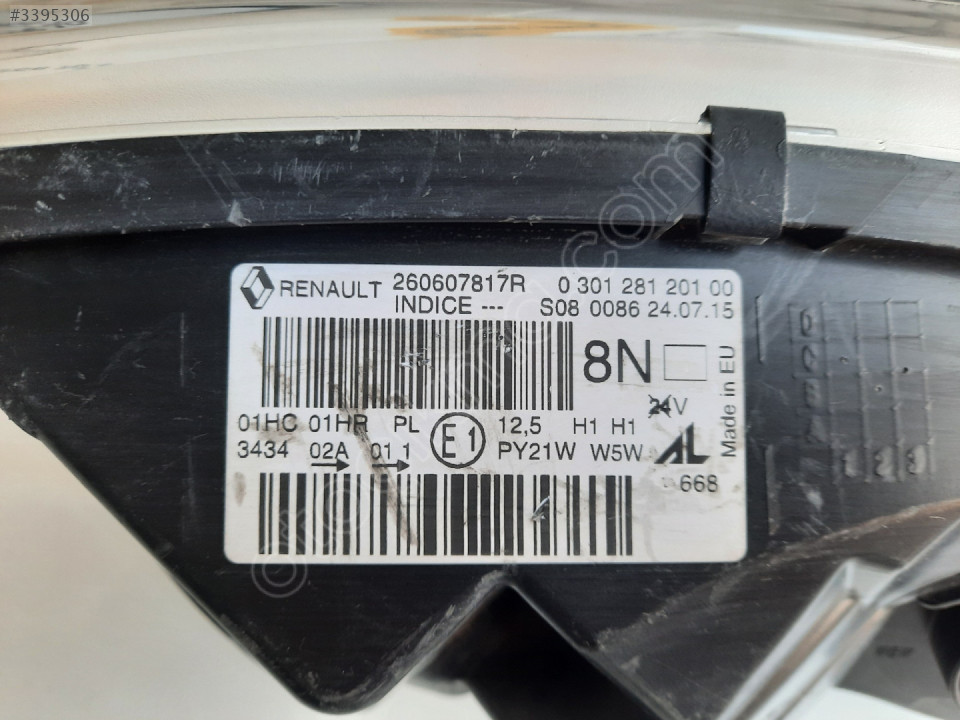 #3395306
RENAULT 260607817R 0 301 281 201 00
INDICE --- S08 0086 24.07.15
8N
24V
Made in EU
01HC 01HR PL E1 12,5 H1 H1
3434 02A 01 1 PY21W W5W AL
668